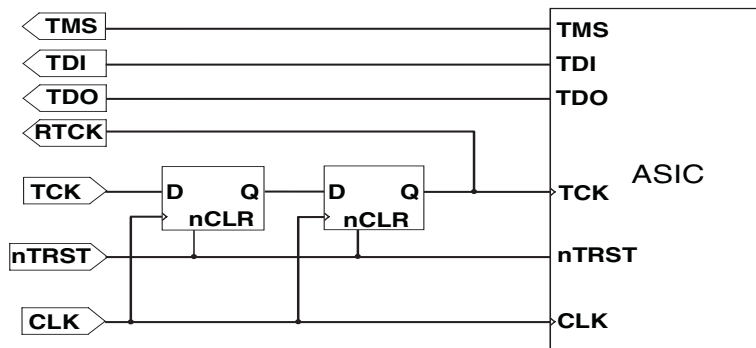 TMS TMS
TDI TDI
TDO TDO
RTCK
TCK D Q D Q TCK ASIC
nCLR nCLR
nTRST nTRST
CLK CLK